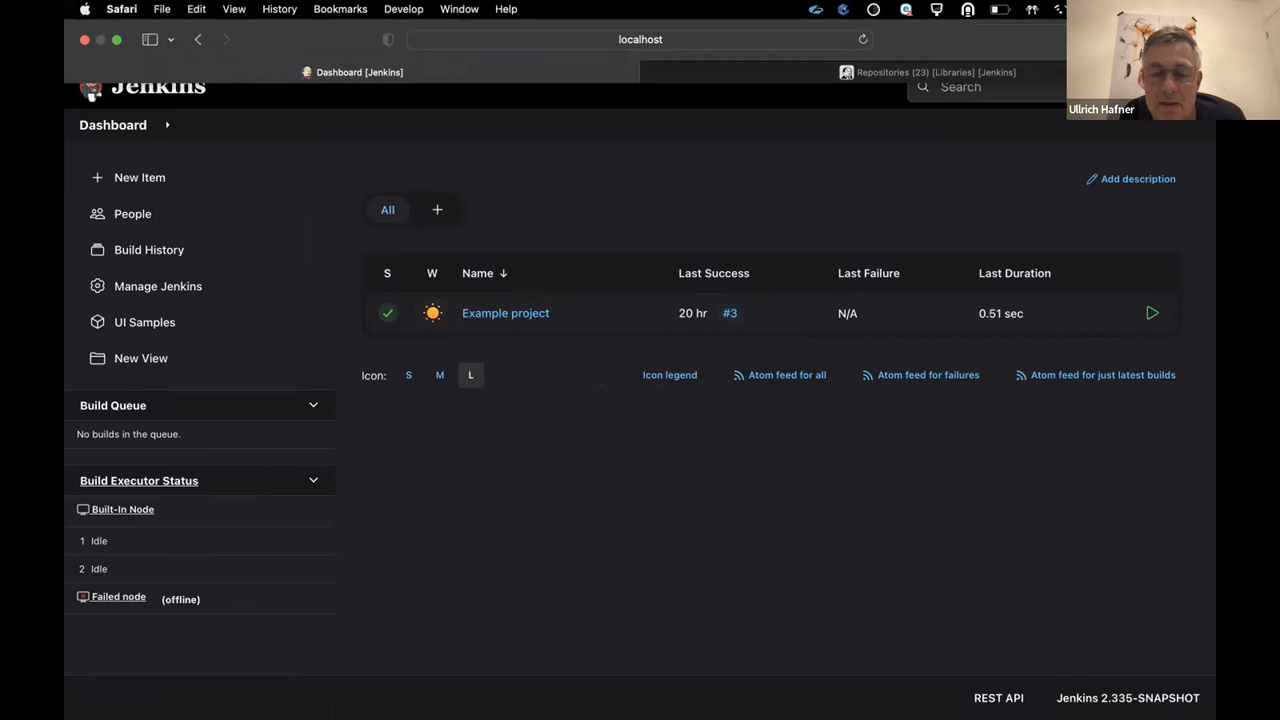 Safari File Edit View History Bookmarks Develop Window Help
localhost
Dashboard [Jenkins]
Repositories (23) [Libraries] [Jenkins]
Jenkins
Search
Ullrich Hafner
Dashboard
New Item
People
Build History
Manage Jenkins
UI Samples
New View
Add description
All +
S W Name ↓ Last Success Last Failure Last Duration
Example project 20 hr #3 N/A 0.51 sec
Icon: S M L Icon legend Atom feed for all Atom feed for failures Atom feed for just latest builds
Build Queue
No builds in the queue.
Build Executor Status
Built-In Node
1 Idle
2 Idle
Failed node (offline)
REST API Jenkins 2.335-SNAPSHOT